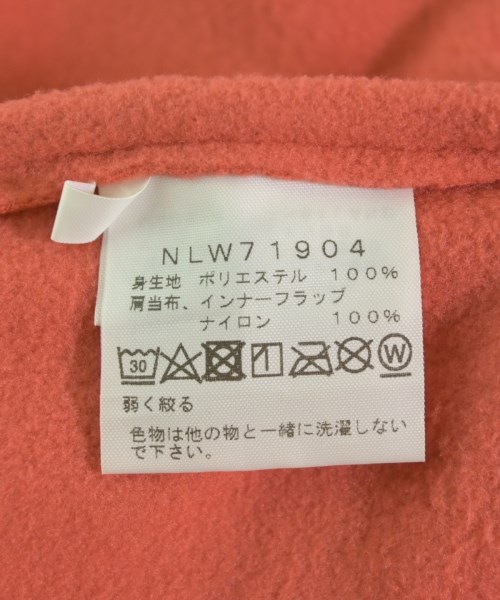 NLW71904
身生地 ポリエステル 100%
肩当布、インナーフラップ
ナイロン 100%
30 W
弱く絞る
色物は他の物と一緒に洗濯しない
で下さい。